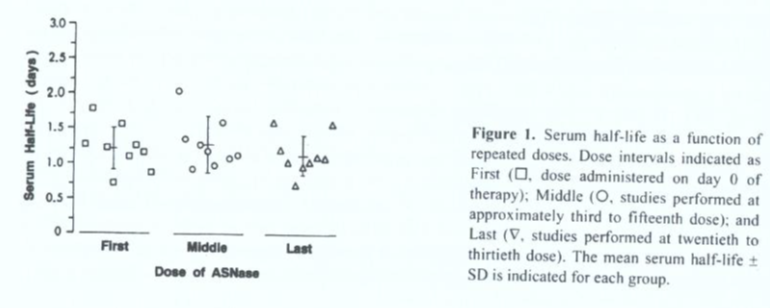 3.0
2.5
2.0
1.5
1.0
0.5
0
Serum Half-Life (days)
First Middle Last
Dose of ASNase
Figure 1. Serum half-life as a function of
repeated doses. Dose intervals indicated as
First (□, dose administered on day 0 of
therapy); Middle (O, studies performed at
approximately third to fifteenth dose); and
Last (∇, studies performed at twentieth to
thirtieth dose). The mean serum half-life ±
SD is indicated for each group.